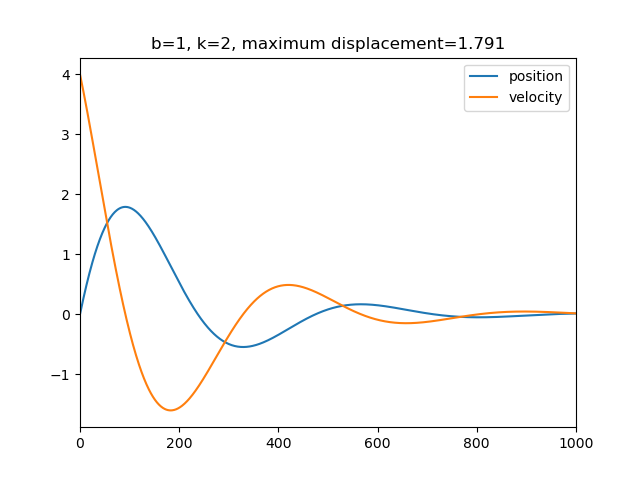 b=1, k=2, maximum displacement=1.791
position
velocity
4
3
2
1
0
−1
0 200 400 600 800 1000